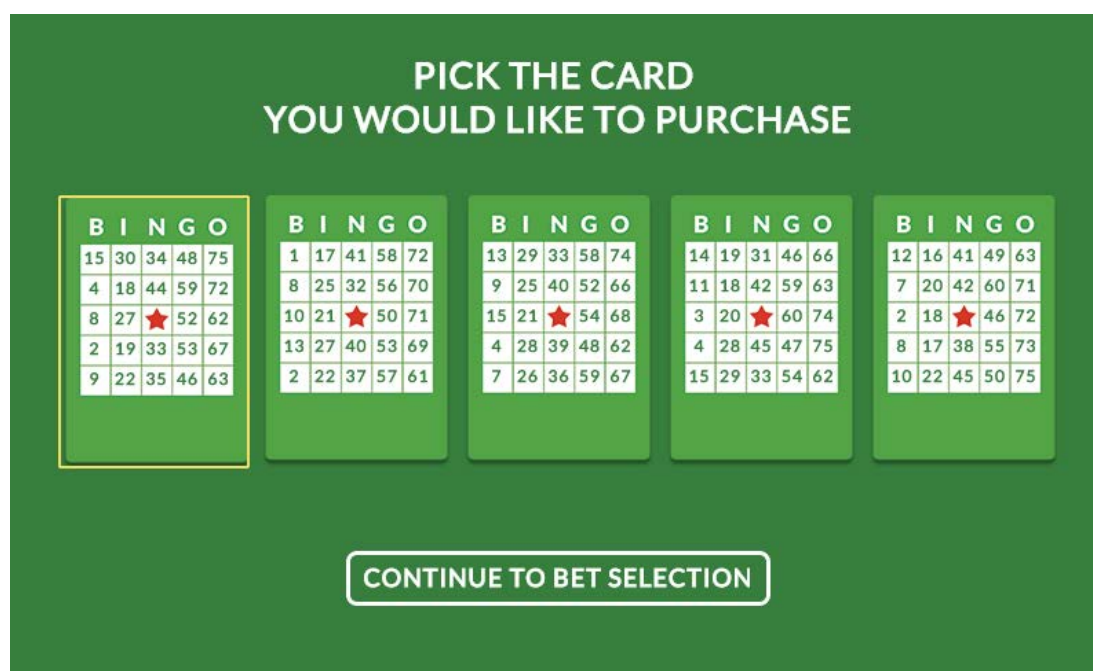 PICK THE CARD
YOU WOULD LIKE TO PURCHASE
B I N G O
15 30 34 48 75
4 18 44 59 72
8 27 52 62
2 19 33 53 67
9 22 35 46 63
B I N G O
1 17 41 58 72
8 25 32 56 70
10 21 50 71
13 27 40 53 69
2 22 37 57 61
B I N G O
13 29 33 58 74
9 25 40 52 66
15 21 54 68
4 28 39 48 62
7 26 36 59 67
B I N G O
14 19 31 46 66
11 18 42 59 63
3 20 60 74
4 28 45 47 75
15 29 33 54 62
B I N G O
12 16 41 49 63
7 20 42 60 71
2 18 46 72
8 17 38 55 73
10 22 45 50 75
CONTINUE TO BET SELECTION